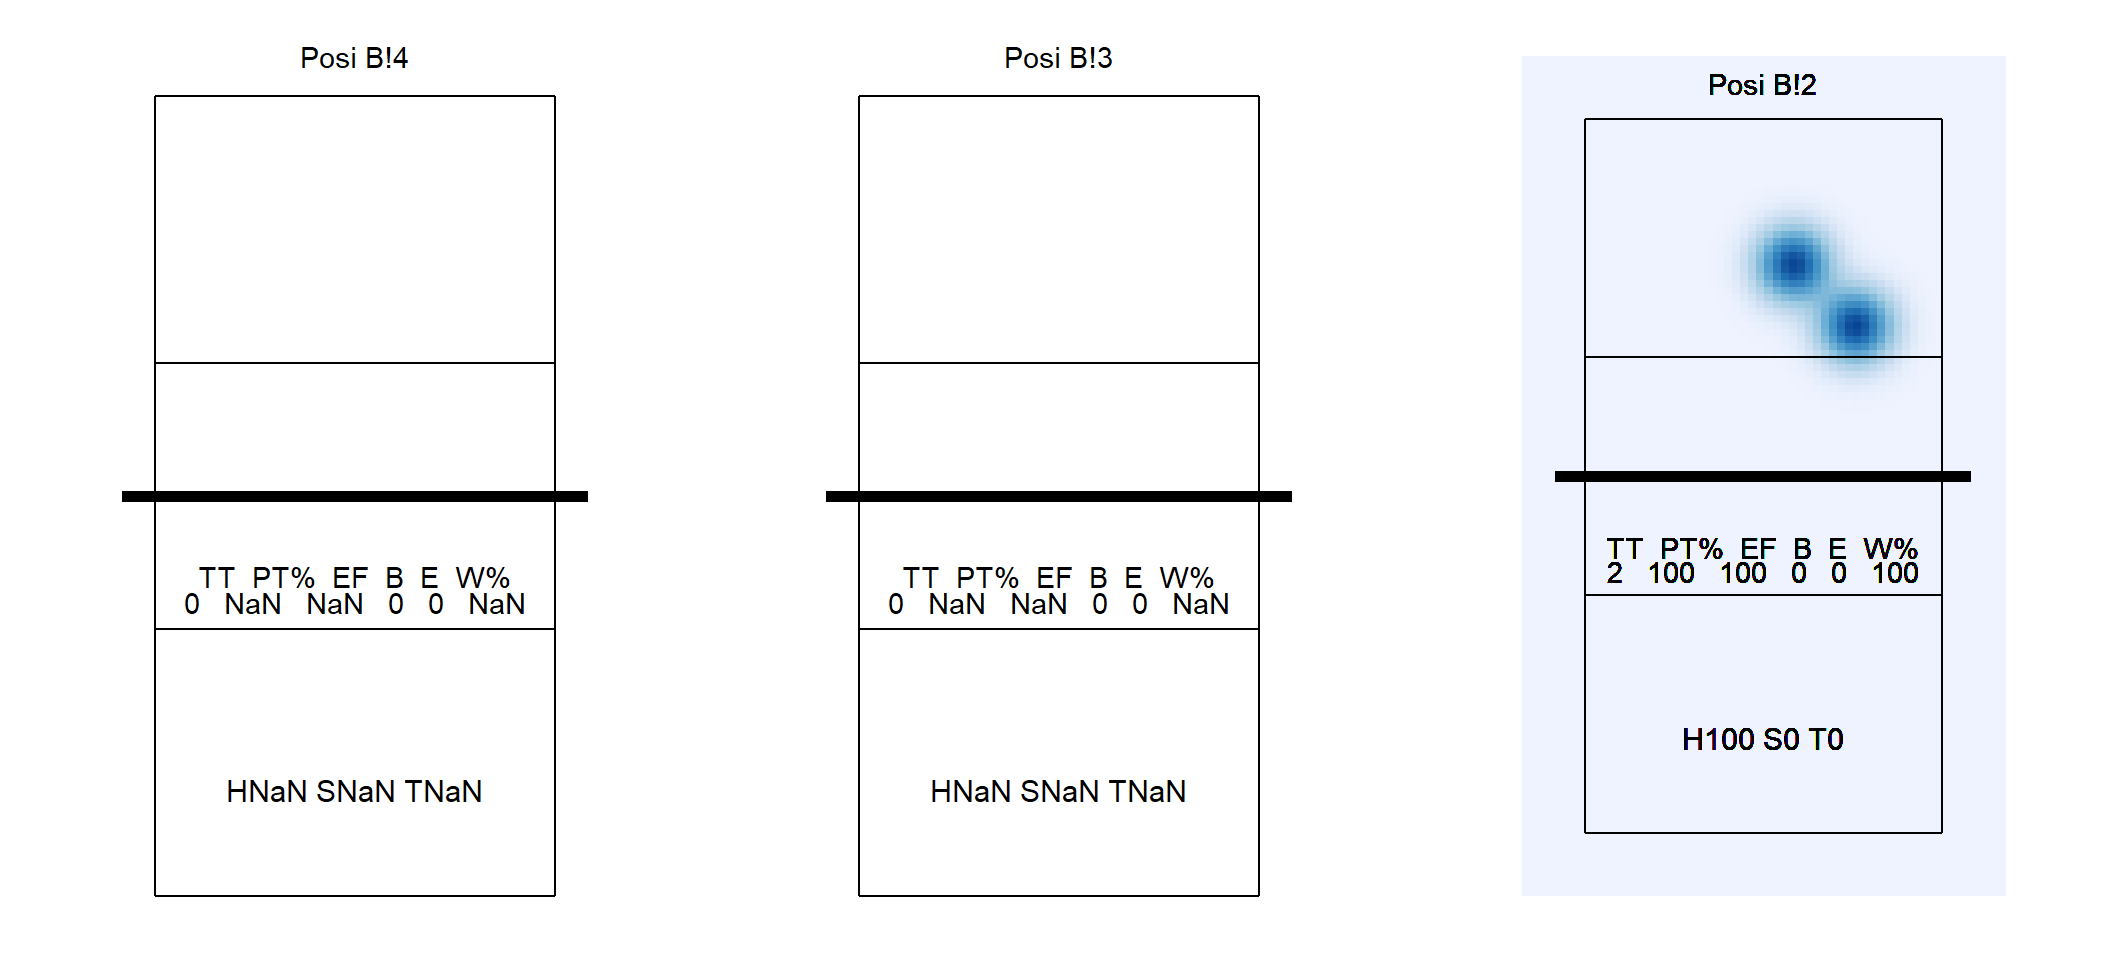 Posi B!4
TT PT% EF B E W%
0 NaN NaN 0 0 NaN
HNaN SNaN TNaN
Posi B!3
TT PT% EF B E W%
0 NaN NaN 0 0 NaN
HNaN SNaN TNaN
Posi B!2
TT PT% EF B E W%
2 100 100 0 0 100
H100 S0 T0